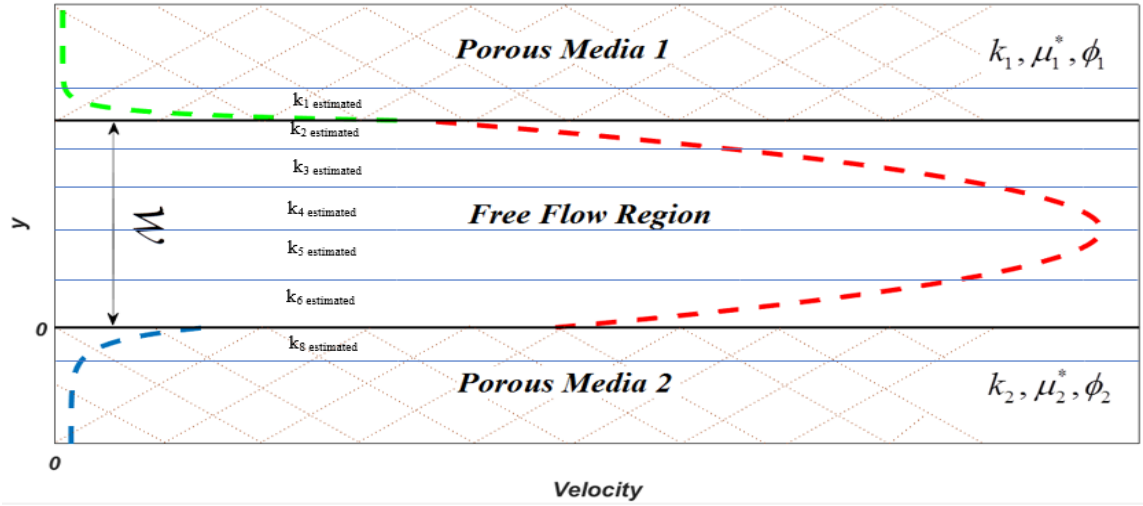 Porous Media 1
k₁, μ₁*, ϕ₁
k₁ estimated
k₂ estimated
k₃ estimated
k₄ estimated
Free Flow Region
W
y
k₅ estimated
k₆ estimated
0
k₈ estimated
Porous Media 2
k₂, μ₂*, ϕ₂
0
Velocity